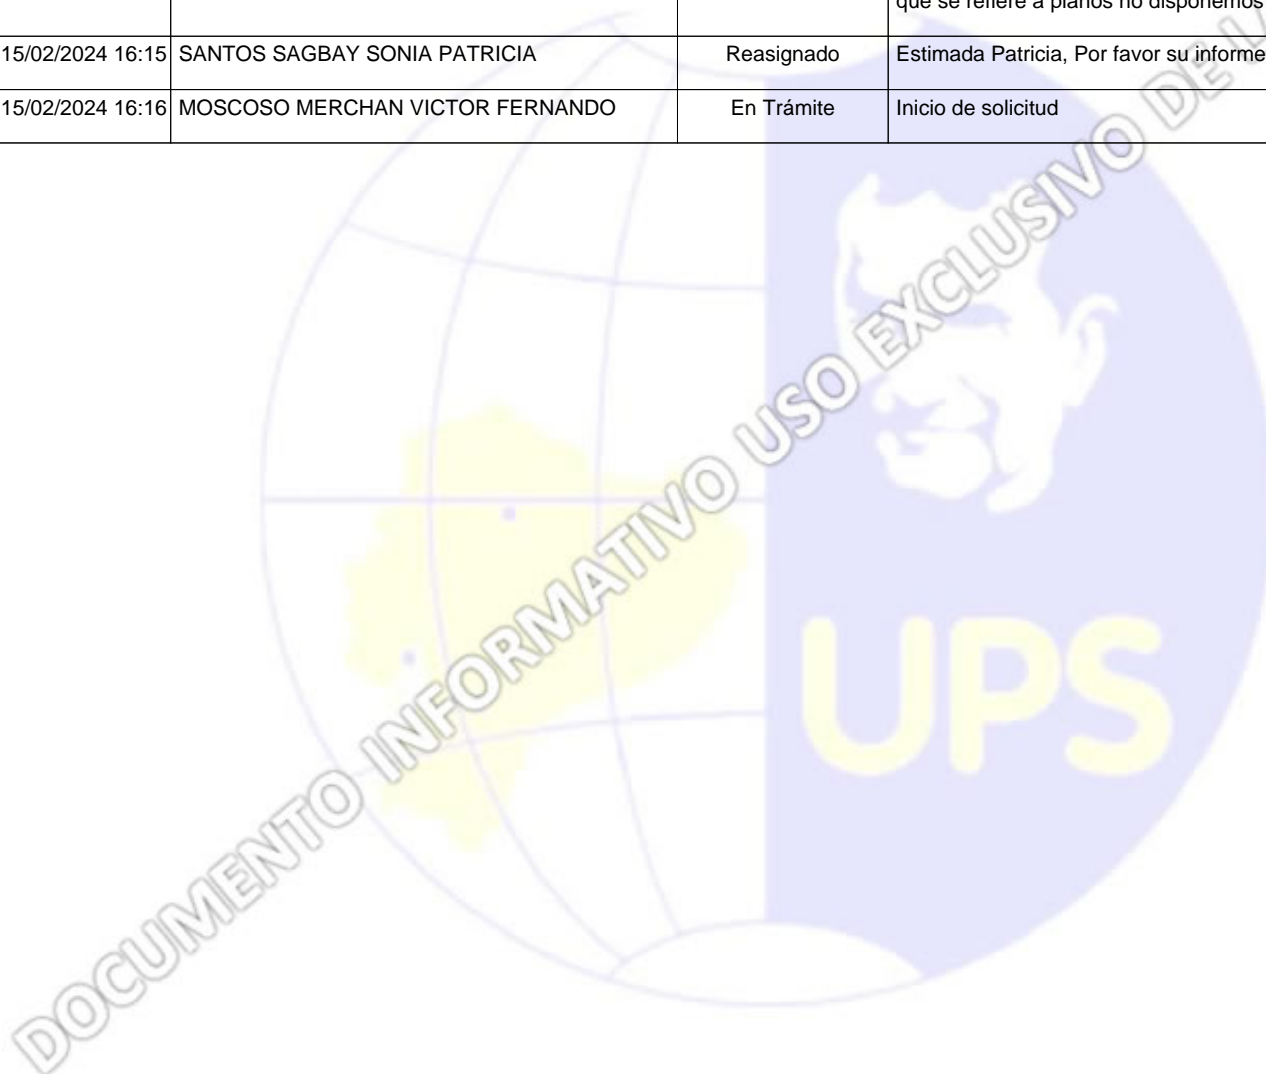 que se refiere a planos no disponemos
15/02/2024 16:15 SANTOS SAGBAY SONIA PATRICIA Reasignado Estimada Patricia, Por favor su informe
15/02/2024 16:16 MOSCOSO MERCHAN VICTOR FERNANDO En Trámite Inicio de solicitud
DOCUMENTO INFORMATIVO USO EXCLUSIVO DE
UPS